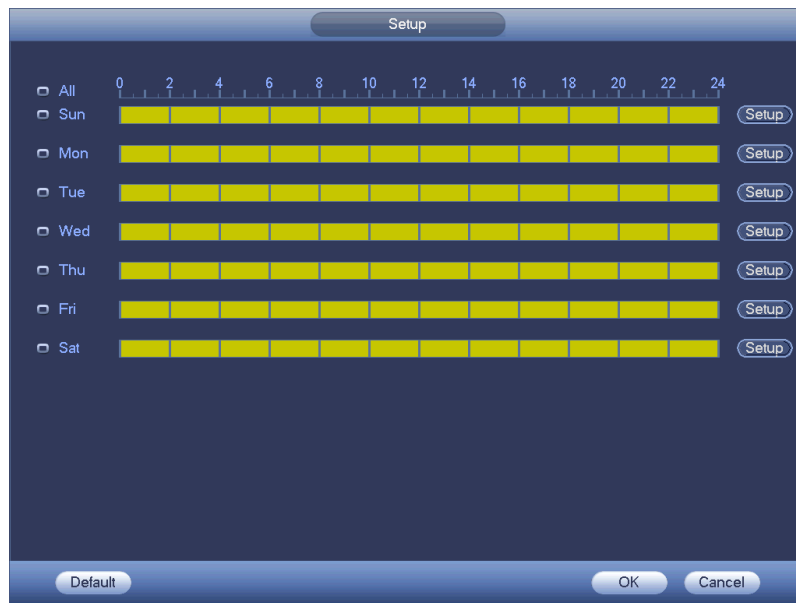 Setup
All 0 2 4 6 8 10 12 14 16 18 20 22 24
Sun Setup
Mon Setup
Tue Setup
Wed Setup
Thu Setup
Fri Setup
Sat Setup
Default OK Cancel